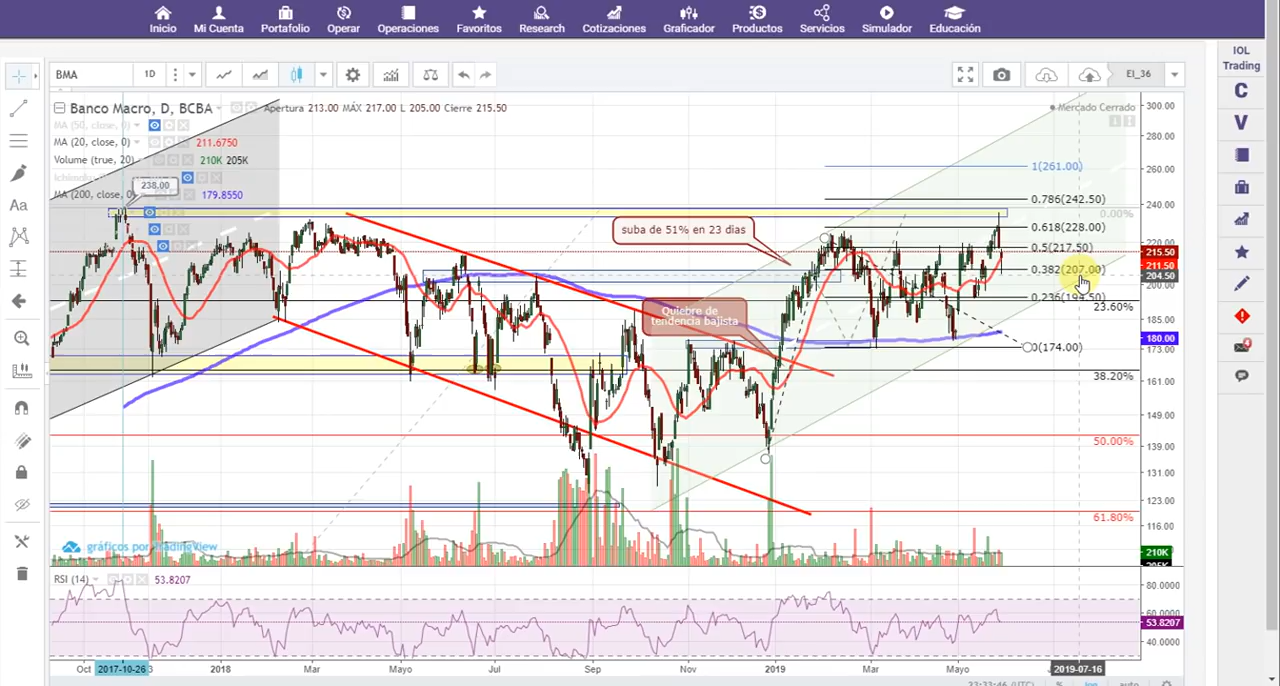 Inicio Mi Cuenta Portafolio Operar Operaciones Favoritos Research Cotizaciones Graficador Productos Servicios Simulador Educación
IOL
Trading
C
V
BMA 1D
EI_36
Banco Macro, D, BCBA Apertura 213.00 MÁX 217.00 L 205.00 Cierre 215.50
Mercado Cerrado
MA (50, close, 0)
MA (20, close, 0) 211.6750
Volume (true, 20) 210K 205K
MA (200, close, 0) 179.8550
238.00
suba de 51% en 23 dias
Quiebre de
tendencia bajista
1(261.00)
0.786(242.50)
0.00%
0.618(228.00)
0.5(217.50)
0.382(207.00)
0.236(194.50)
23.60%
0(174.00)
38.20%
50.00%
61.80%
300.00
280.00
260.00
240.00
220.00
215.50
211.50
204.50
200.00
185.00
180.00
173.00
161.00
149.00
139.00
131.00
123.00
116.00
210K
gráficos por TradingView
RSI (14) 53.8207
80.0000
60.0000
53.8207
40.0000
Oct 2017-10-26 2018 Mar Mayo Jul Sep Nov 2019 Mar Mayo 2019-07-16
Aa